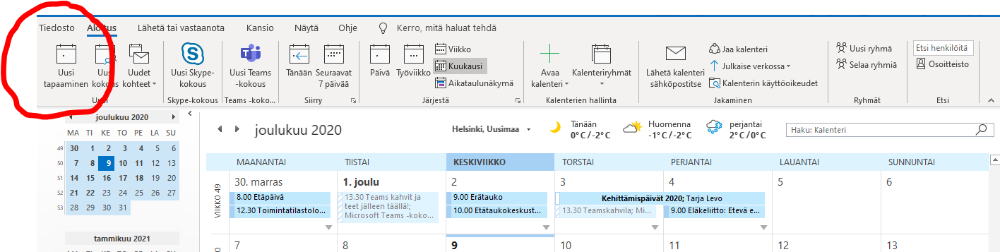 Tiedosto Aloitus Lähetä tai vastaanota Kansio Näytä Ohje Kerro, mitä haluat tehdä
Uusi tapaaminen
Uusi kokous
Uudet kohteet
Uusi Skype-kokous
Uusi Teams -kokous
Tänään
Seuraavat 7 päivää
Päivä
Työviikko
Viikko
Kuukausi
Aikataulunäkymä
Avaa kalenteri
Kalenteriryhmät
Lähetä kalenteri sähköpostitse
Jaa kalenteri
Julkaise verkossa
Kalenterin käyttöoikeudet
Uusi ryhmä
Selaa ryhmiä
Etsi henkilöitä
Osoitteisto
Uusi Skype-kokous Teams -koko... Siirry Järjestä Kalenterien hallinta Jakaminen Ryhmät Etsi
joulukuu 2020
MA TI KE TO PE LA SU
49 30 1 2 3 4 5 6
50 7 8 9 10 11 12 13
51 14 15 16 17 18 19 20
52 21 22 23 24 25 26 27
53 28 29 30 31
tammikuu 2021
joulukuu 2020
Helsinki, Uusimaa
Tänään
0°C/-2°C
Huomenna
-1°C/-2°C
perjantai
2°C/0°C
Haku: Kalenteri
MAANANTAI TIISTAI KESKIVIIKKO TORSTAI PERJANTAI LAUANTAI SUNNUNTAI
VIIKKO 49
30. marras
8.00 Etäpäivä
12.30 Toimintatilastolo...
1. joulu
13.30 Teams kahvit ja
teet jälleen täällä!;
Microsoft Teams -koko...
2
9.00 Erätauko
10.00 Etätaukokeskust...
3 4 5 6
Kehittämispäivät 2020; Tarja Levo
13.30 Teamskahvila; Mi...
9.00 Eläkeliitto: Etevä e...
7 8 9 10 11 12 13